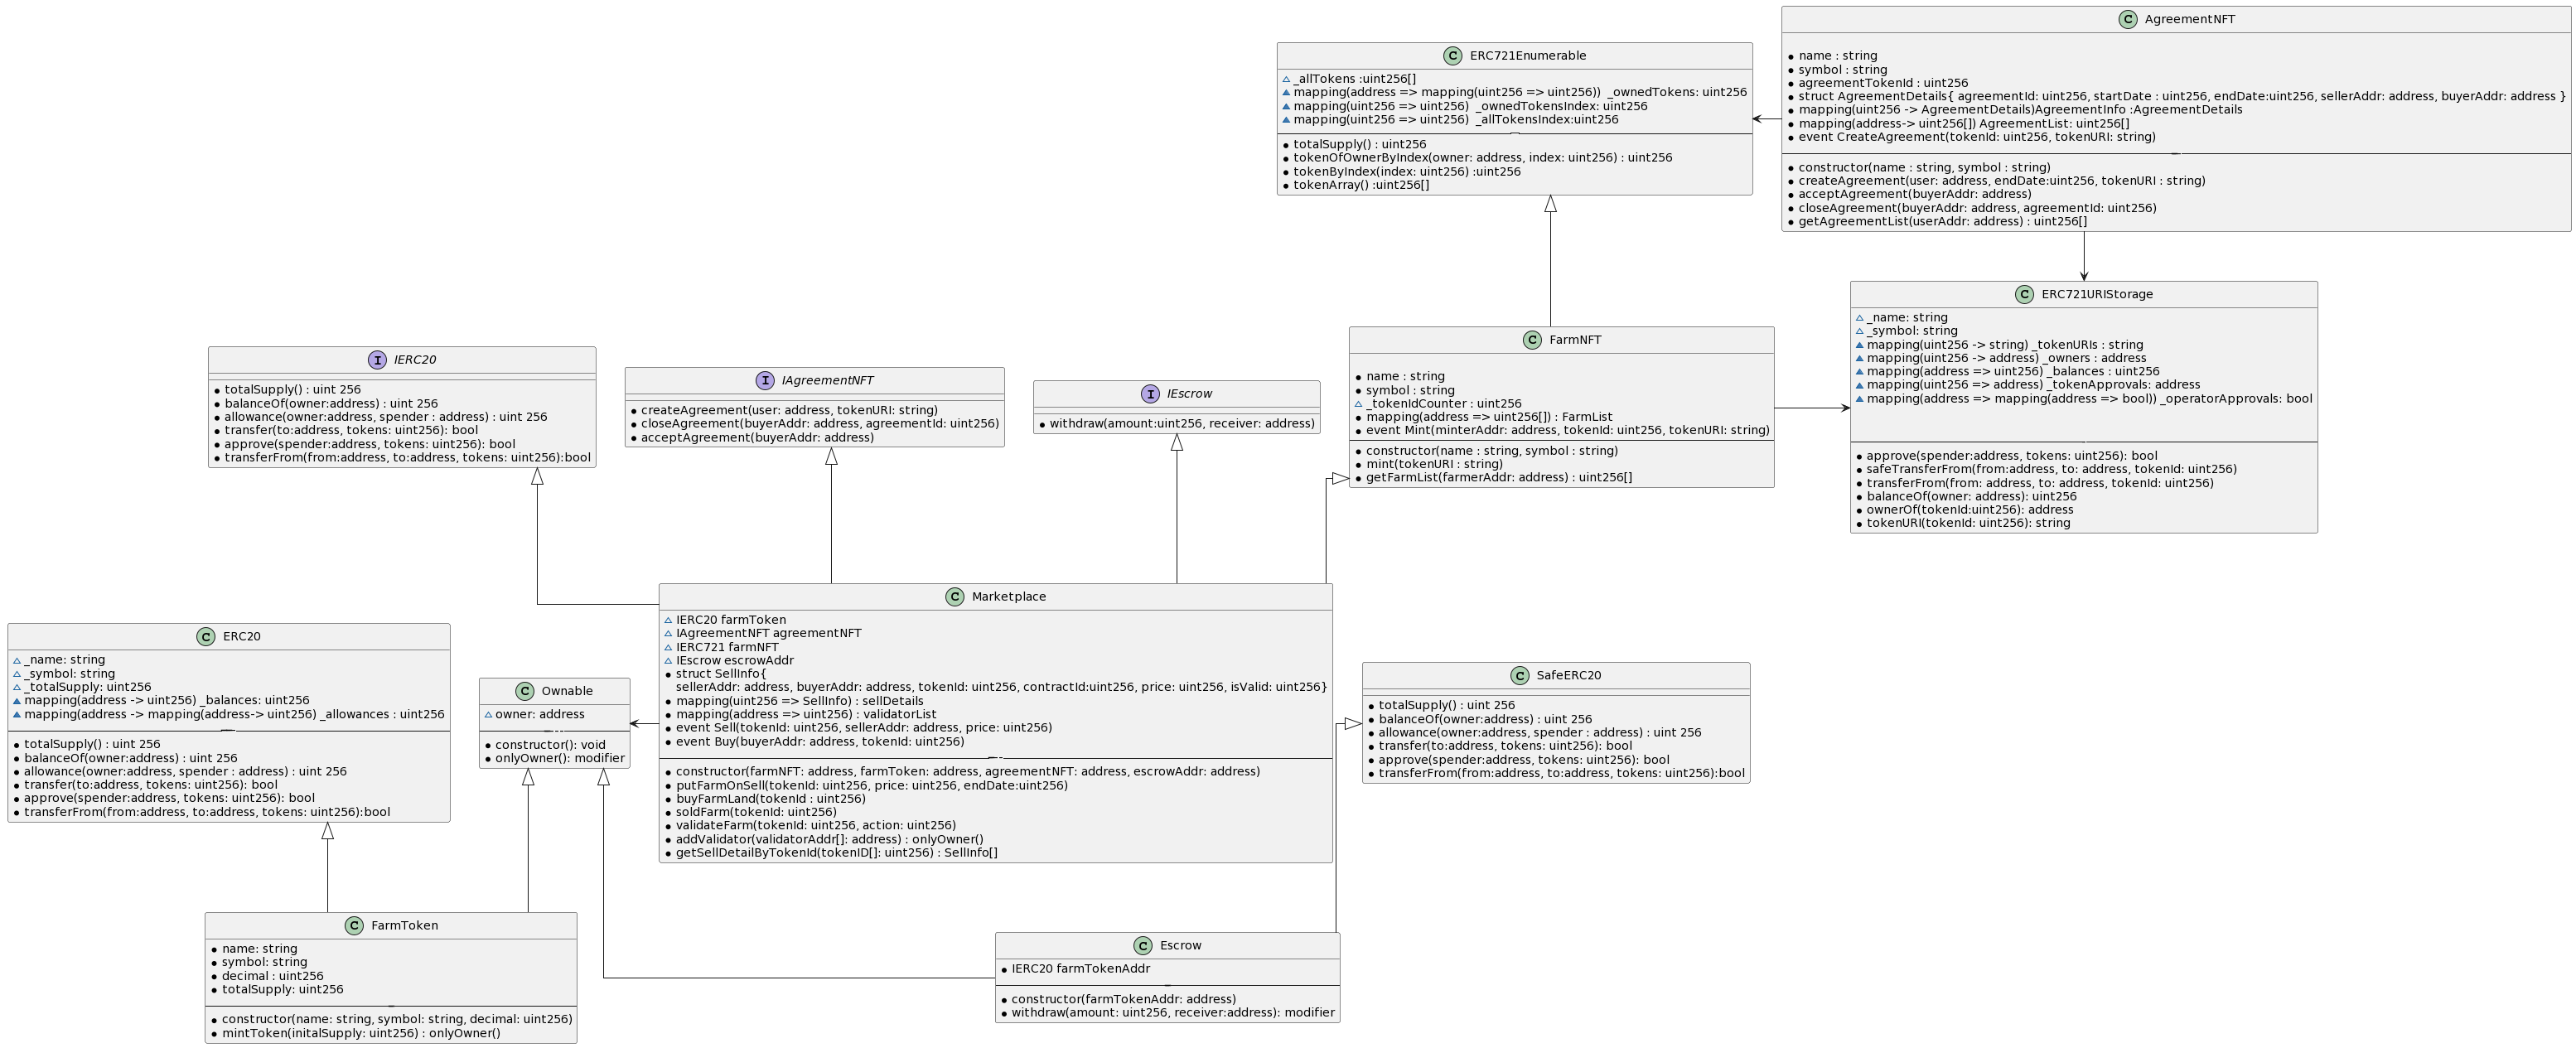 AgreementNFT
name : string
symbol : string
agreementTokenId : uint256
struct AgreementDetails{ agreementId: uint256, startDate : uint256, endDate:uint256, sellerAddr: address, buyerAddr: address }
mapping(uint256 -> AgreementDetails)AgreementInfo :AgreementDetails
mapping(address-> uint256[]) AgreementList: uint256[]
event CreateAgreement(tokenId: uint256, tokenURI: string)
constructor(name : string, symbol : string)
createAgreement(user: address, endDate:uint256, tokenURI : string)
acceptAgreement(buyerAddr: address)
closeAgreement(buyerAddr: address, agreementId: uint256)
getAgreementList(userAddr: address) : uint256[]
ERC721Enumerable
_allTokens :uint256[]
mapping(address => mapping(uint256 => uint256)) _ownedTokens: uint256
mapping(uint256 => uint256) _ownedTokensIndex: uint256
mapping(uint256 => uint256) _allTokensIndex:uint256
totalSupply() : uint256
tokenOfOwnerByIndex(owner: address, index: uint256) : uint256
tokenByIndex(index: uint256) :uint256
tokenArray() :uint256[]
ERC721URIStorage
_name: string
_symbol: string
mapping(uint256 -> string) _tokenURIs : string
mapping(uint256 -> address) _owners : address
mapping(address => uint256) _balances : uint256
mapping(uint256 => address) _tokenApprovals: address
mapping(address => mapping(address => bool)) _operatorApprovals: bool
approve(spender:address, tokens: uint256): bool
safeTransferFrom(from:address, to: address, tokenId: uint256)
transferFrom(from: address, to: address, tokenId: uint256)
balanceOf(owner: address): uint256
ownerOf(tokenId:uint256): address
tokenURI(tokenId: uint256): string
FarmNFT
name : string
symbol : string
_tokenIdCounter : uint256
mapping(address => uint256[]) : FarmList
event Mint(minterAddr: address, tokenId: uint256, tokenURI: string)
constructor(name : string, symbol : string)
mint(tokenURI : string)
getFarmList(farmerAddr: address) : uint256[]
IERC20
totalSupply() : uint 256
balanceOf(owner:address) : uint 256
allowance(owner:address, spender : address) : uint 256
transfer(to:address, tokens: uint256): bool
approve(spender:address, tokens: uint256): bool
transferFrom(from:address, to:address, tokens: uint256):bool
IAgreementNFT
createAgreement(user: address, tokenURI: string)
closeAgreement(buyerAddr: address, agreementId: uint256)
acceptAgreement(buyerAddr: address)
IEscrow
withdraw(amount:uint256, receiver: address)
Marketplace
IERC20 farmToken
IAgreementNFT agreementNFT
IERC721 farmNFT
IEscrow escrowAddr
struct SellInfo{
sellerAddr: address, buyerAddr: address, tokenId: uint256, contractId:uint256, price: uint256, isValid: uint256}
mapping(uint256 => SellInfo) : sellDetails
mapping(address => uint256) : validatorList
event Sell(tokenId: uint256, sellerAddr: address, price: uint256)
event Buy(buyerAddr: address, tokenId: uint256)
constructor(farmNFT: address, farmToken: address, agreementNFT: address, escrowAddr: address)
putFarmOnSell(tokenId: uint256, price: uint256, endDate:uint256)
buyFarmLand(tokenId : uint256)
soldFarm(tokenId: uint256)
validateFarm(tokenId: uint256, action: uint256)
addValidator(validatorAddr[]: address) : onlyOwner()
getSellDetailByTokenId(tokenID[]: uint256) : SellInfo[]
ERC20
_name: string
_symbol: string
_totalSupply: uint256
mapping(address -> uint256) _balances: uint256
mapping(address -> mapping(address-> uint256) _allowances : uint256
totalSupply() : uint 256
balanceOf(owner:address) : uint 256
allowance(owner:address, spender : address) : uint 256
transfer(to:address, tokens: uint256): bool
approve(spender:address, tokens: uint256): bool
transferFrom(from:address, to:address, tokens: uint256):bool
Ownable
owner: address
constructor(): void
onlyOwner(): modifier
SafeERC20
totalSupply() : uint 256
balanceOf(owner:address) : uint 256
allowance(owner:address, spender : address) : uint 256
transfer(to:address, tokens: uint256): bool
approve(spender:address, tokens: uint256): bool
transferFrom(from:address, to:address, tokens: uint256):bool
FarmToken
name: string
symbol: string
decimal : uint256
totalSupply: uint256
constructor(name: string, symbol: string, decimal: uint256)
mintToken(initalSupply: uint256) : onlyOwner()
Escrow
IERC20 farmTokenAddr
constructor(farmTokenAddr: address)
withdraw(amount: uint256, receiver:address): modifier